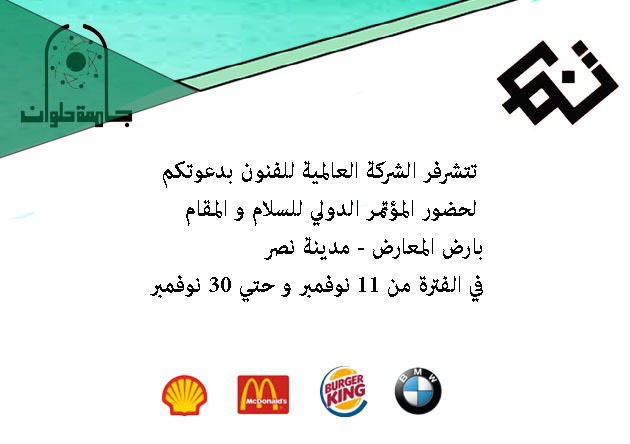 جامعة حلوان
تتشرفر الشركة العالمية للفنون بدعوتكم
لحضور المؤتمر الدولي للسلام و المقام
بارض المعارض - مدينة نصر
في الفترة من 11 نوفمبر و حتي 30 نوفمبر
McDonald's
BURGER
KING
BMW